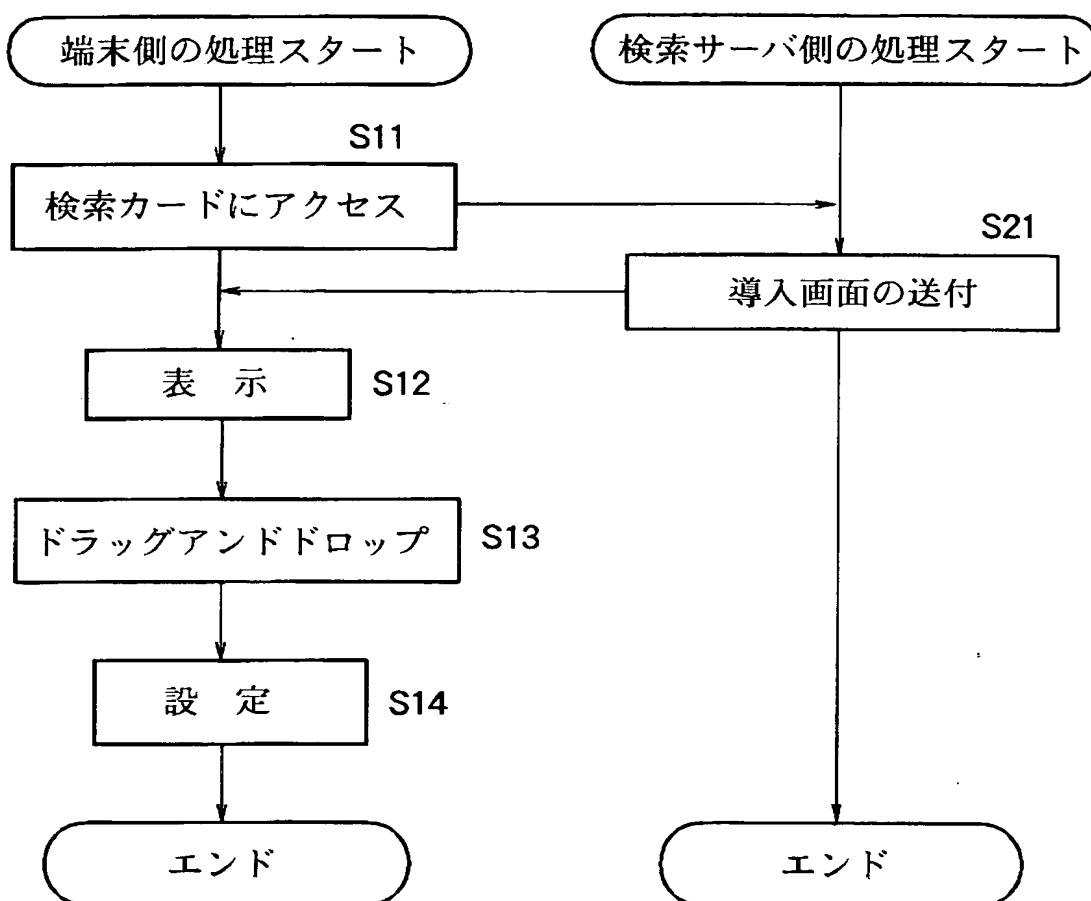 端末側の処理スタート
検索サーバ側の処理スタート
S11
検索カードにアクセス
S21
導入画面の送付
表 示
S12
ドラッグアンドドロップ
S13
設 定
S14
エンド
エンド